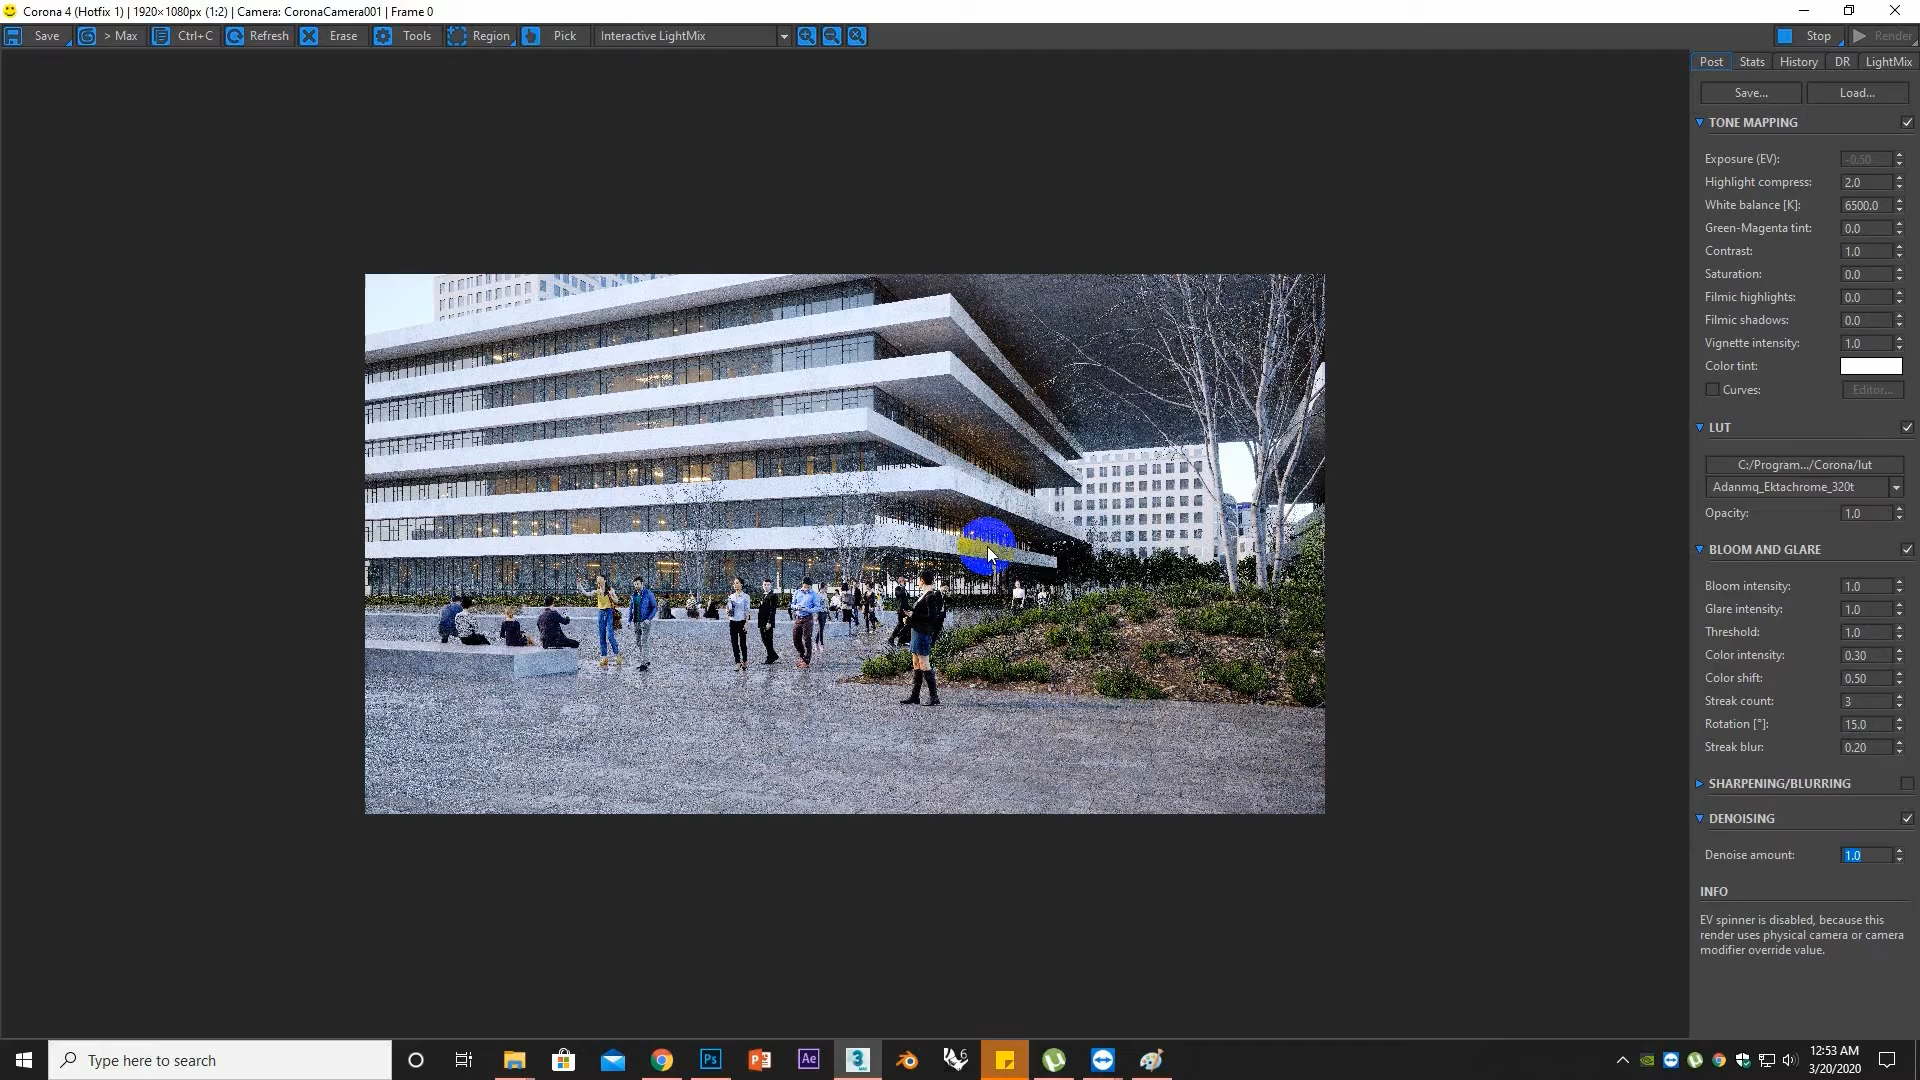 Corona 4 (Hotfix 1) | 1920×1080px (1:2) | Camera: CoronaCamera001 | Frame 0
Save > Max Ctrl+C Refresh Erase Tools Region Pick Interactive LightMix Stop Render
Post Stats History DR LightMix
Save... Load...
TONE MAPPING
Exposure (EV): -0.50
Highlight compress: 2.0
White balance [K]: 6500.0
Green-Magenta tint: 0.0
Contrast: 1.0
Saturation: 0.0
Filmic highlights: 0.0
Filmic shadows: 0.0
Vignette intensity: 1.0
Color tint:
Curves: Editor...
LUT
C:/Program.../Corona/lut
Adanmq_Ektachrome_320t
Opacity: 1.0
BLOOM AND GLARE
Bloom intensity: 1.0
Glare intensity: 1.0
Threshold: 1.0
Color intensity: 0.30
Color shift: 0.50
Streak count: 3
Rotation [°]: 15.0
Streak blur: 0.20
SHARPENING/BLURRING
DENOISING
Denoise amount: 1.0
INFO
EV spinner is disabled, because this
render uses physical camera or camera
modifier override value.
Type here to search
Ps
Ae
3
MAX
6
12:53 AM
3/20/2020